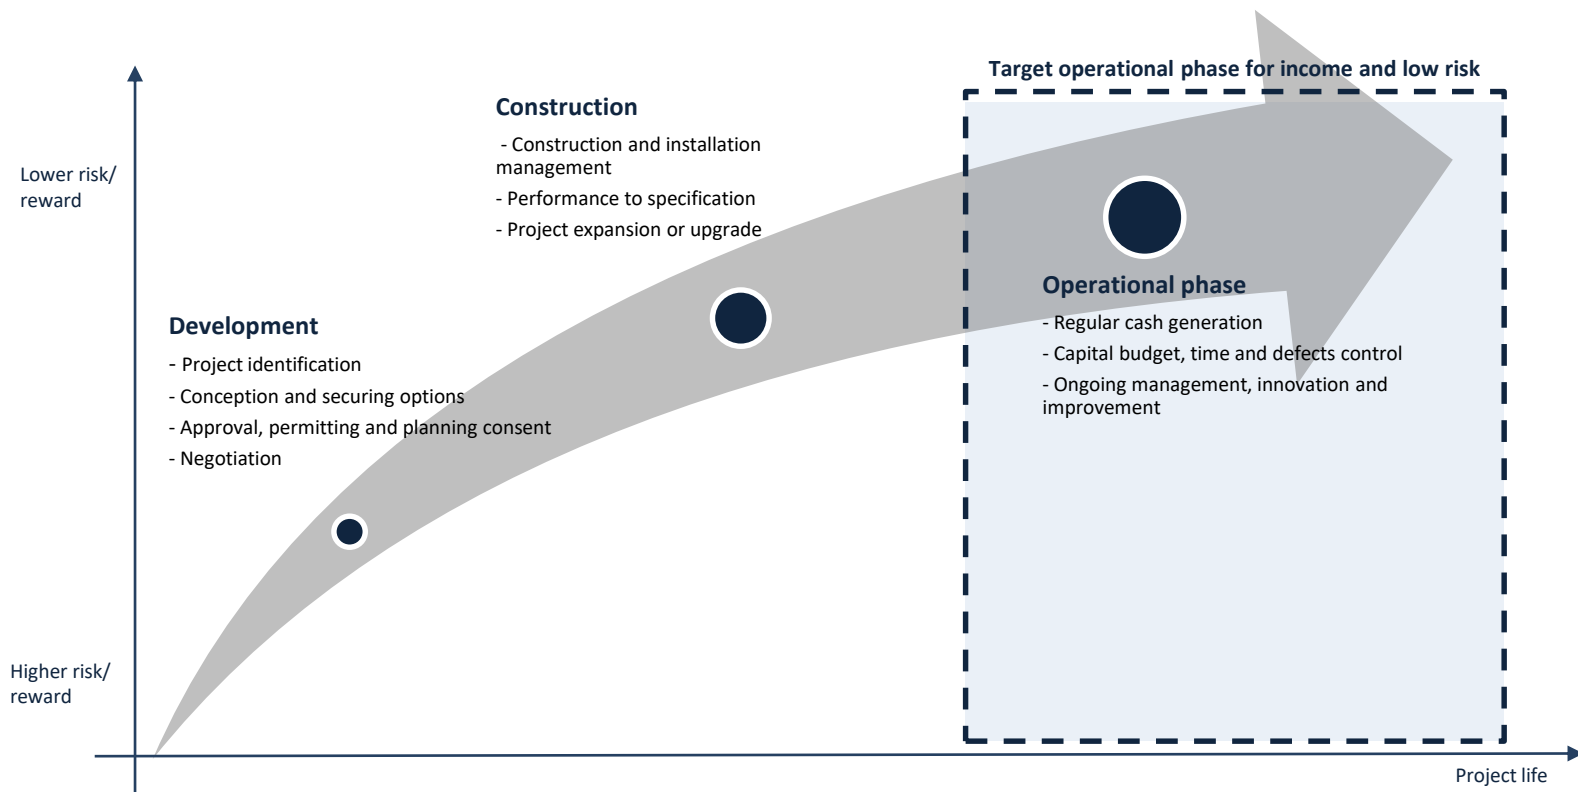 Target operational phase for income and low risk
Construction
- Construction and installation
management
- Performance to specification
- Project expansion or upgrade
Lower risk/
reward
Operational phase
- Regular cash generation
- Capital budget, time and defects control
- Ongoing management, innovation and
improvement
Development
- Project identification
- Conception and securing options
- Approval, permitting and planning consent
- Negotiation
Higher risk/
reward
Project life